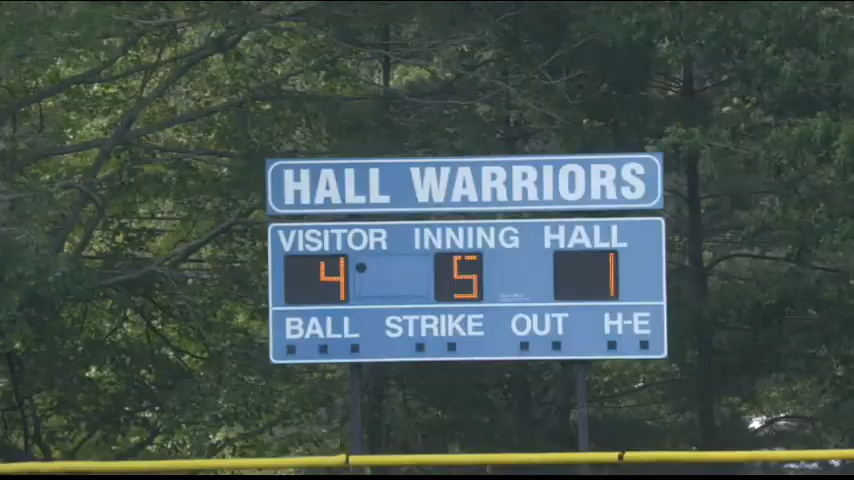 HALL WARRIORS
VISITOR INNING HALL
4 5 1
BALL STRIKE OUT H-E